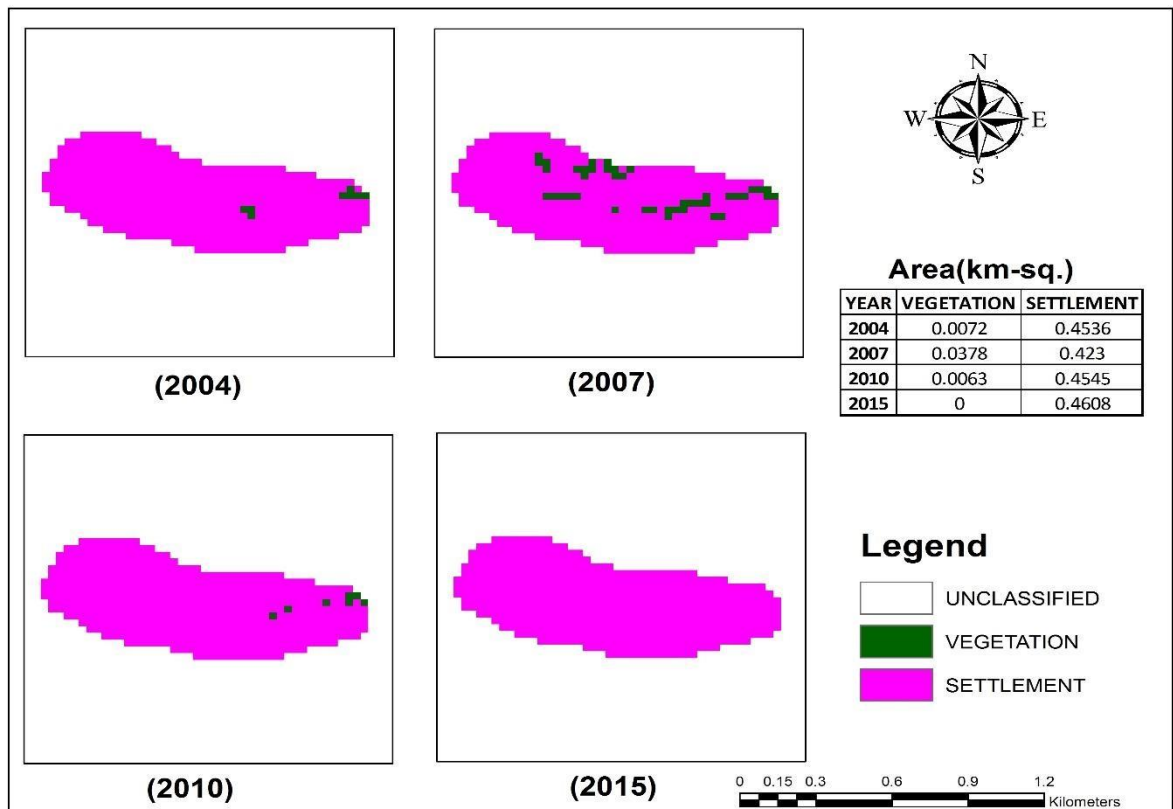 N
W E
S
(2004)
(2007)
Area(km-sq.)
YEAR VEGETATION SETTLEMENT
2004 0.0072 0.4536
2007 0.0378 0.423
2010 0.0063 0.4545
2015 0 0.4608
(2010)
(2015)
Legend
UNCLASSIFIED
VEGETATION
SETTLEMENT
0 0.15 0.3 0.6 0.9 1.2
Kilometers